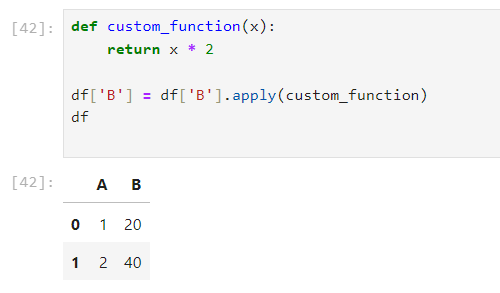 [42]: def custom_function(x):
    return x * 2
df['B'] = df['B'].apply(custom_function)
df
[42]: A B
0 1 20
1 2 40